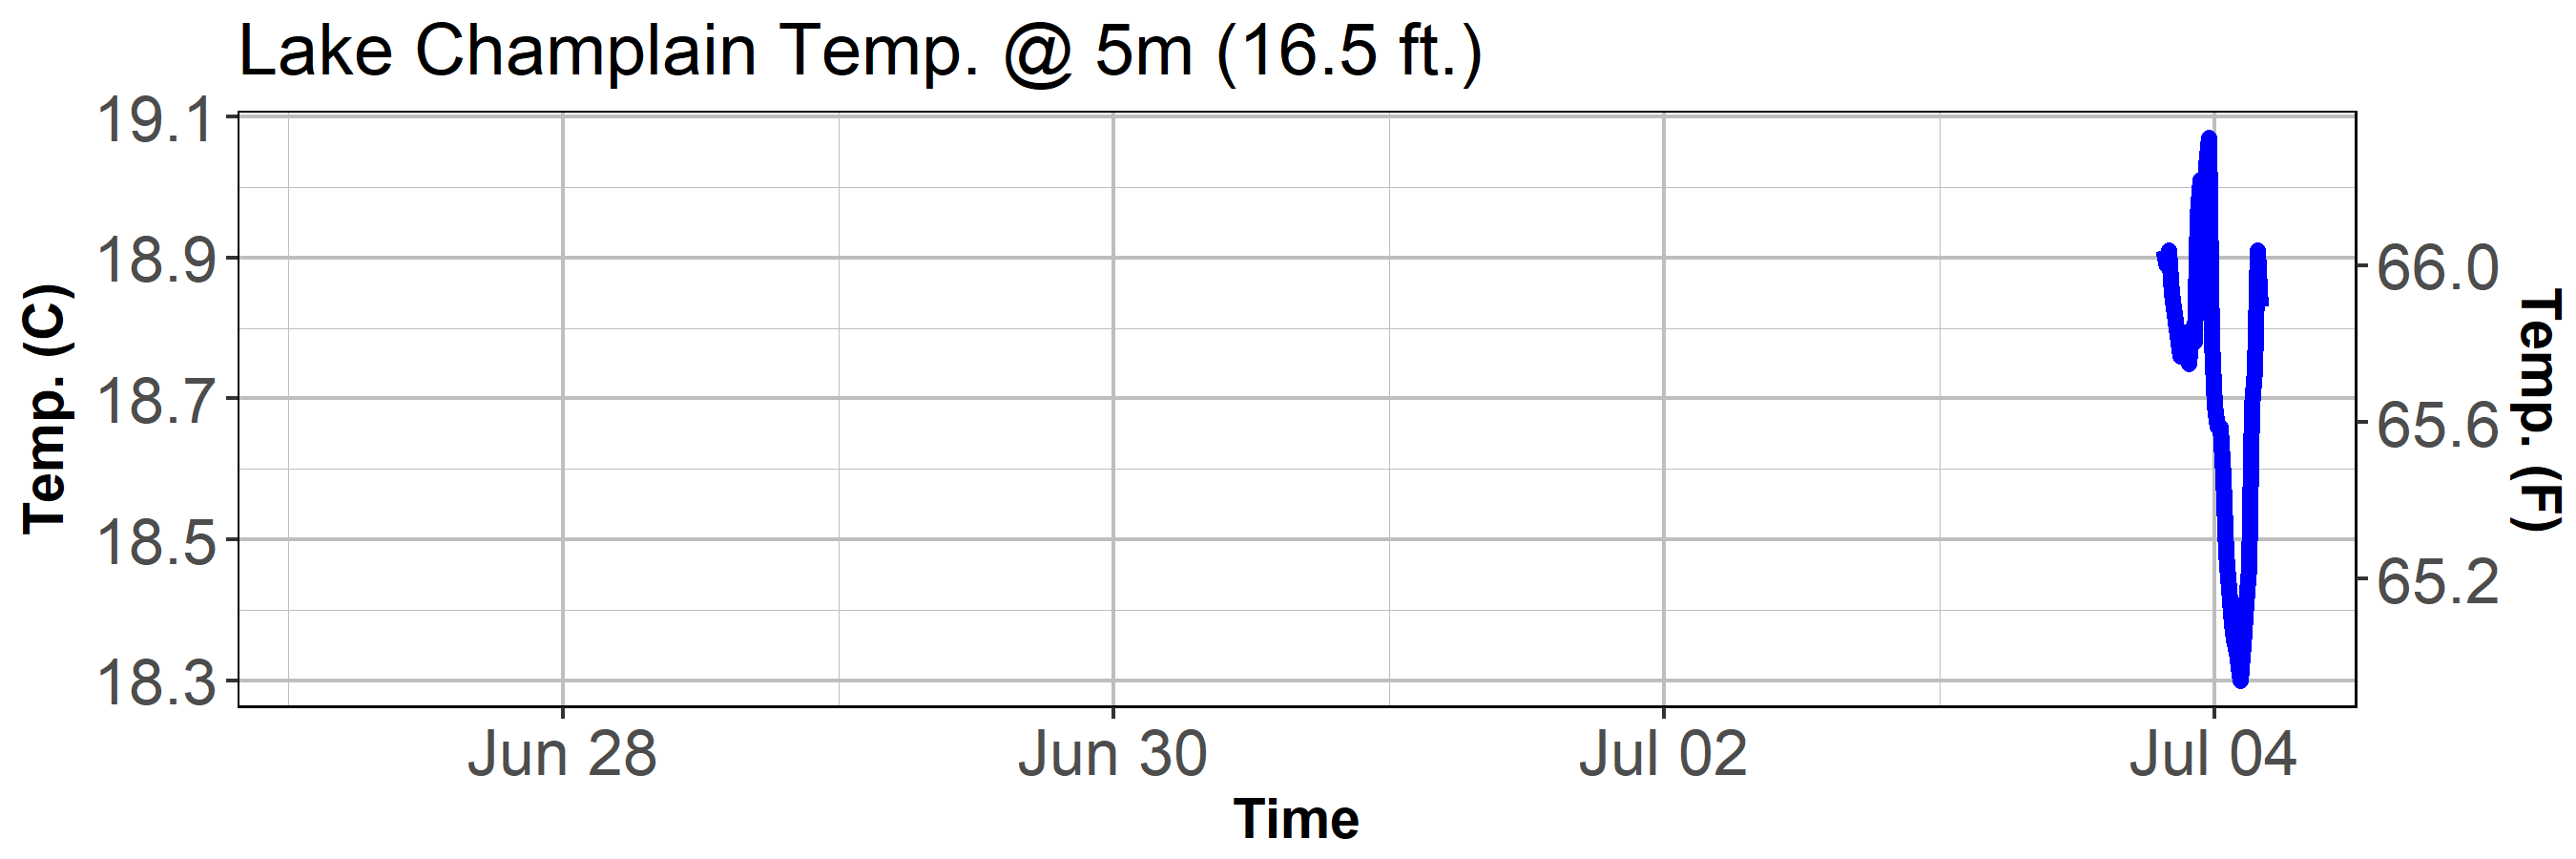 Lake Champlain Temp. @ 5m (16.5 ft.)
19.1
18.9
18.7
18.5
18.3
Temp. (C)
66.0
65.6
65.2
Temp. (F)
Jun 28 Jun 30 Jul 02 Jul 04
Time